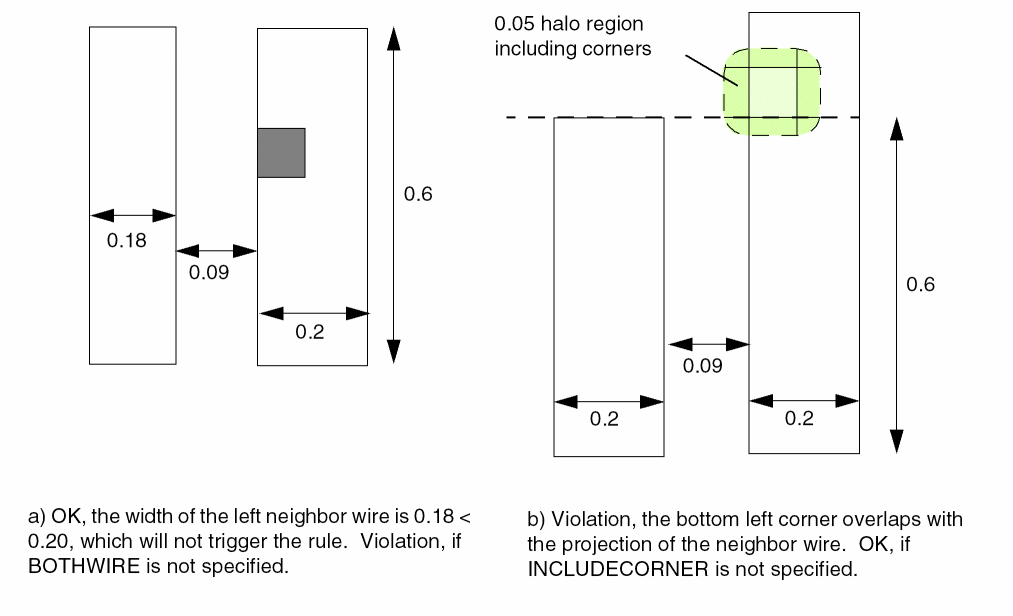 0.05 halo region
including corners
0.6
0.18
0.09
0.2
0.6
0.09
0.2
0.2
a) OK, the width of the left neighbor wire is 0.18 <
0.20, which will not trigger the rule.  Violation, if
BOTHWIRE is not specified.
b) Violation, the bottom left corner overlaps with
the projection of the neighbor wire.  OK, if
INCLUDECORNER is not specified.